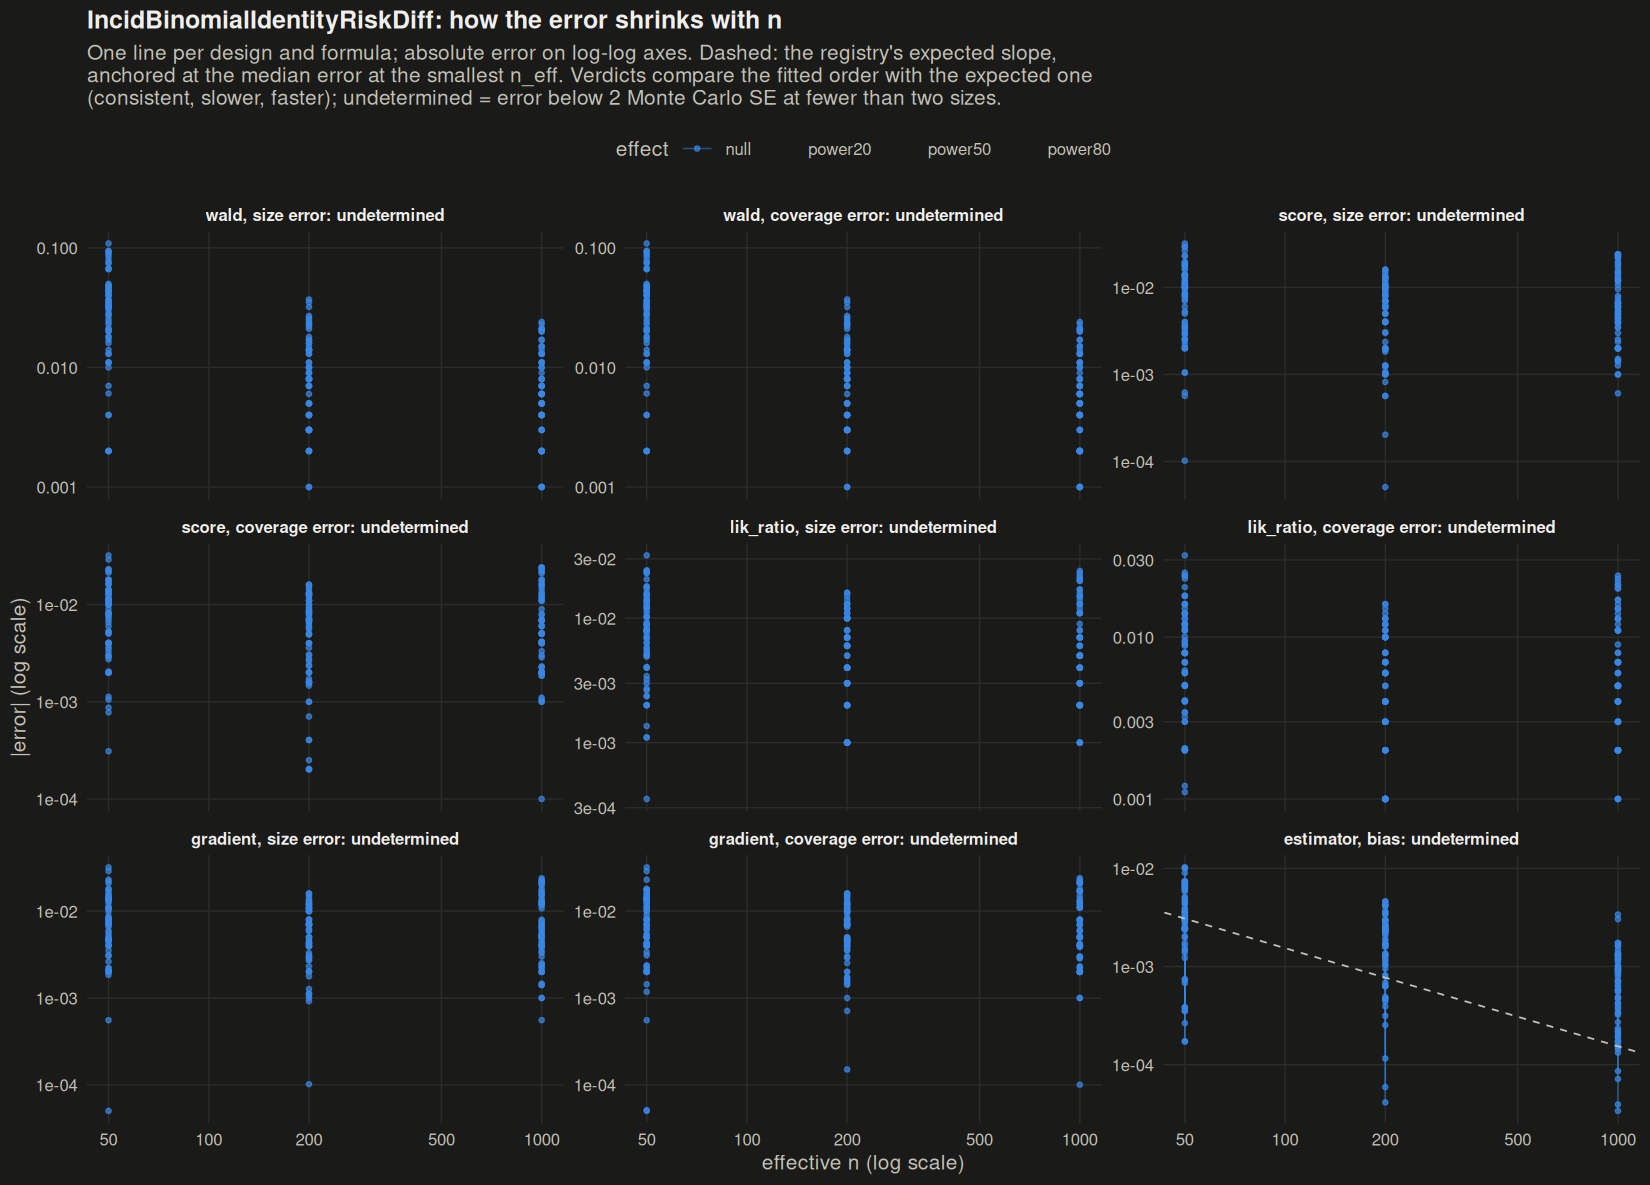 IncidBinomialIdentityRiskDiff: how the error shrinks with n
One line per design and formula; absolute error on log-log axes. Dashed: the registry's expected slope,
anchored at the median error at the smallest n_eff. Verdicts compare the fitted order with the expected one
(consistent, slower, faster); undetermined = error below 2 Monte Carlo SE at fewer than two sizes.
effect null power20 power50 power80
wald, size error: undetermined
0.100
0.010
0.001
wald, coverage error: undetermined
0.100
0.010
0.001
score, size error: undetermined
1e-02
1e-03
1e-04
score, coverage error: undetermined
1e-02
1e-03
1e-04
lik_ratio, size error: undetermined
3e-02
1e-02
3e-03
1e-03
3e-04
lik_ratio, coverage error: undetermined
0.030
0.010
0.003
0.001
gradient, size error: undetermined
1e-02
1e-03
1e-04
50 100 200 500 1000
gradient, coverage error: undetermined
1e-02
1e-03
1e-04
50 100 200 500 1000
estimator, bias: undetermined
1e-02
1e-03
1e-04
50 100 200 500 1000
|error| (log scale)
effective n (log scale)